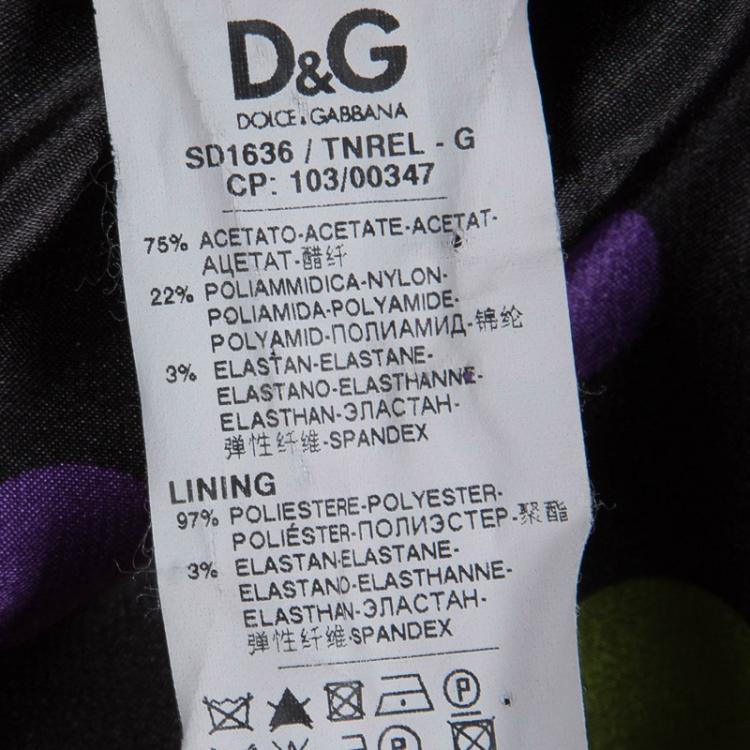 D&G
DOLCE & GABBANA
SD1636 / TNREL - G
CP: 103/00347
75% ACETATO-ACETATE-ACETAT-
АЦЕТАТ-醋纤
22% POLIAMMIDICA-NYLON-
POLIAMIDA-POLYAMIDE-
POLYAMID-ПОЛИАМИД-锦纶
3% ELASTAN-ELASTANE-
ELASTANO-ELASTHANNE-
ELASTHAN-ЭЛАСТАН-
弹性纤维-SPANDEX
LINING
97% POLIESTERE-POLYESTER-
POLIÉSTER-ПОЛИЭСТЕР-聚酯
3% ELASTAN-ELASTANE-
ELASTANO-ELASTHANNE-
ELASTHAN-ЭЛАСТАН-
弹性纤维-SPANDEX
P
P